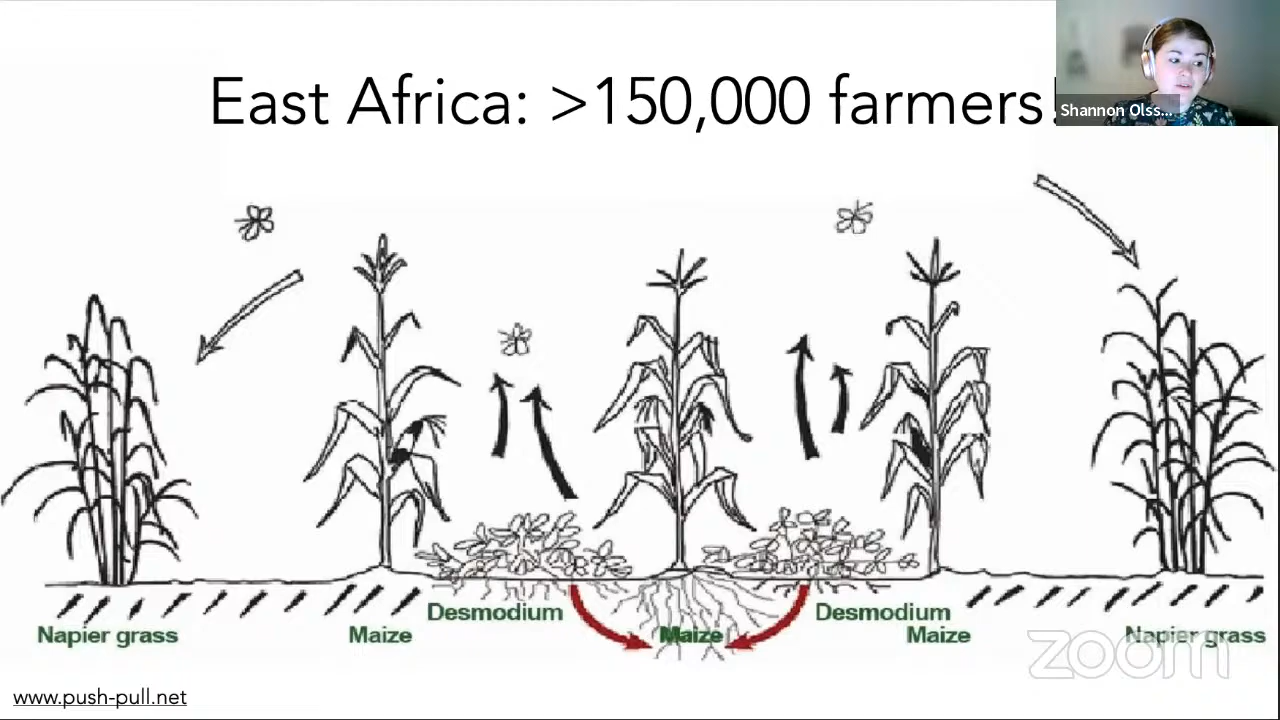 East Africa: >150,000 farmers!
Shannon Olss...
Desmodium
Desmodium
Napier grass
Maize
Maize
Maize
Napier grass
zoom
www.push-pull.net